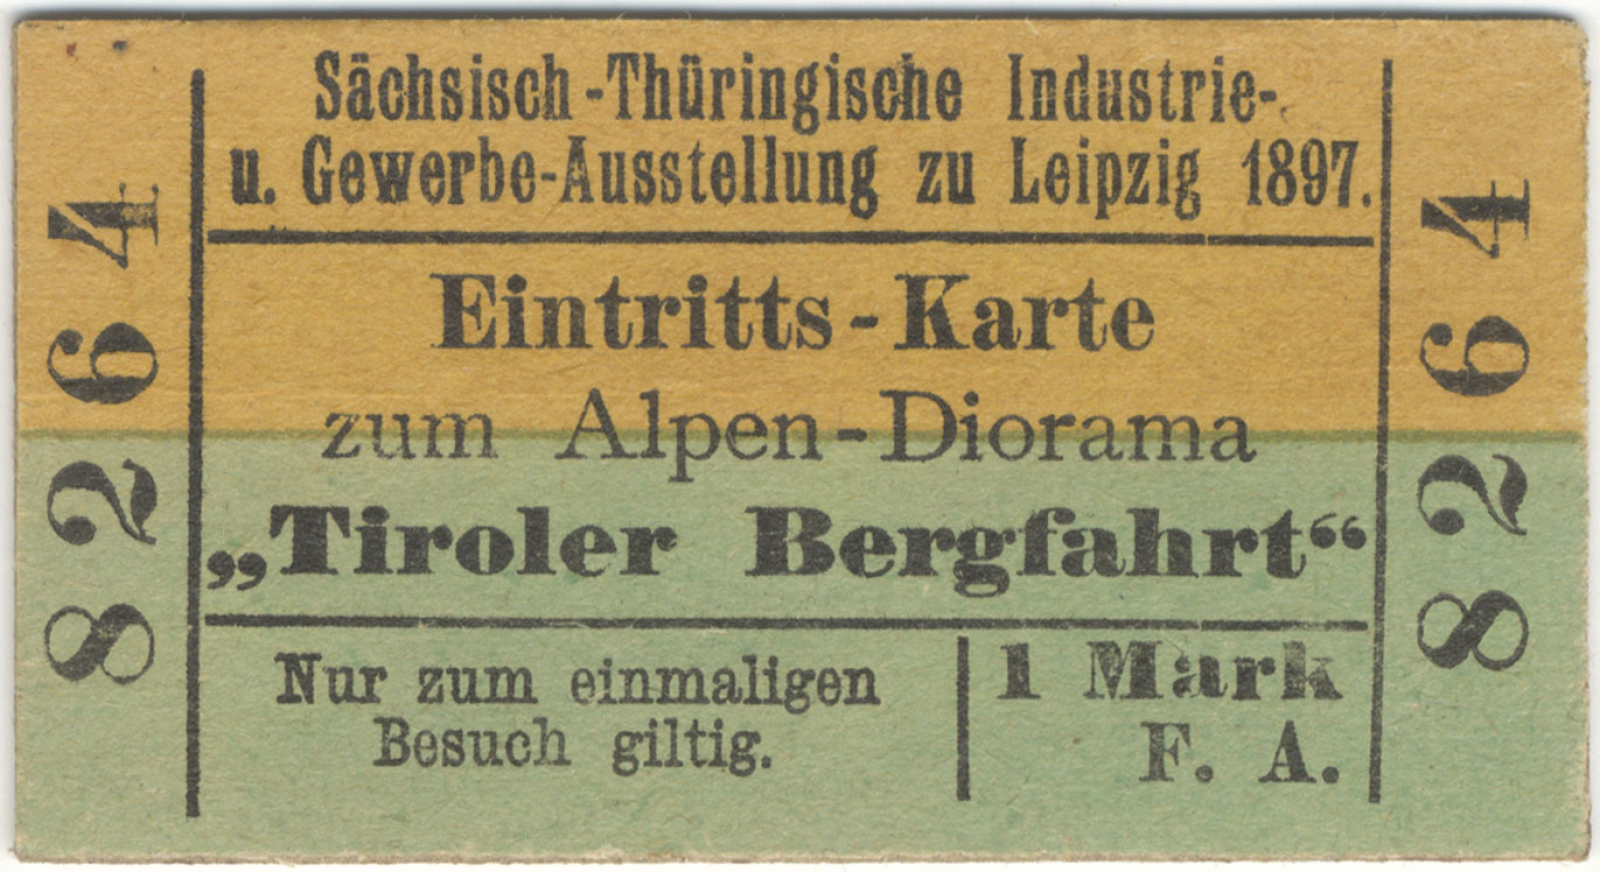 Sächsisch-Thüringische Industrie-
u. Gewerbe-Ausstellung zu Leipzig 1897.
Eintritts-Karte
zum Alpen-Diorama
„Tiroler Bergfahrt“
Nur zum einmaligen
Besuch giltig.
1 Mark
F. A.
8264
8264